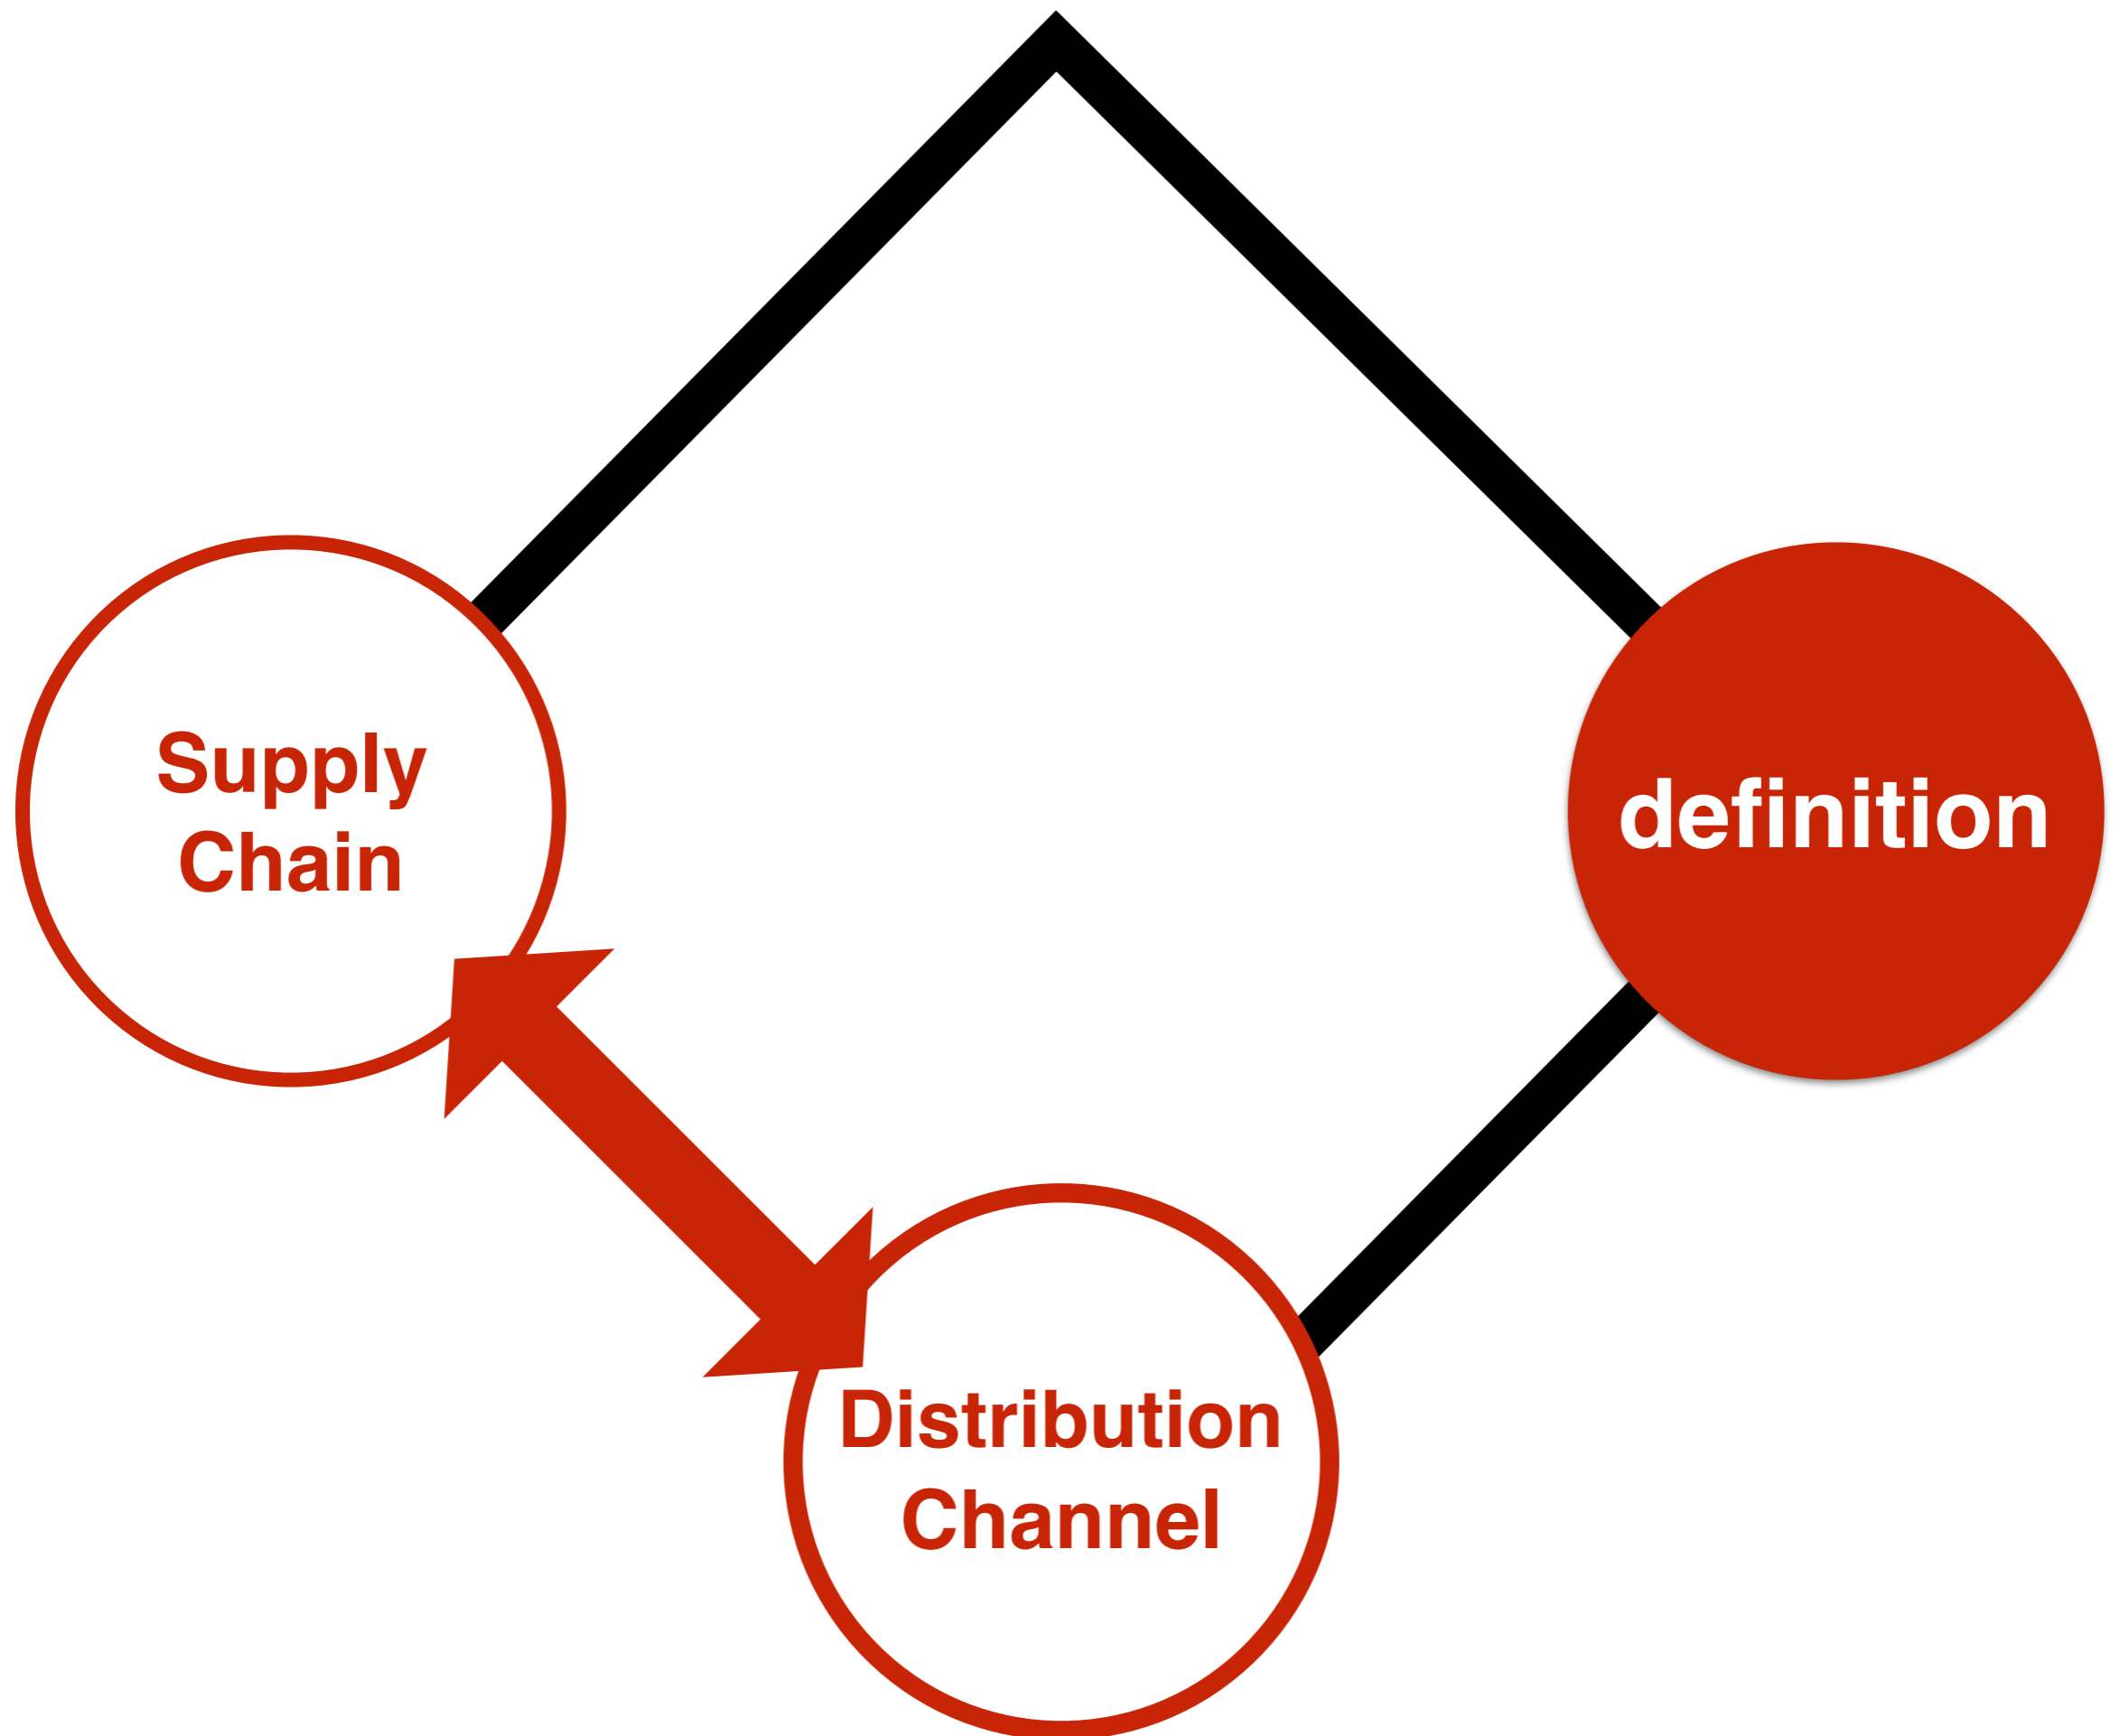 Supply
Chain
definition
Distribution
Channel